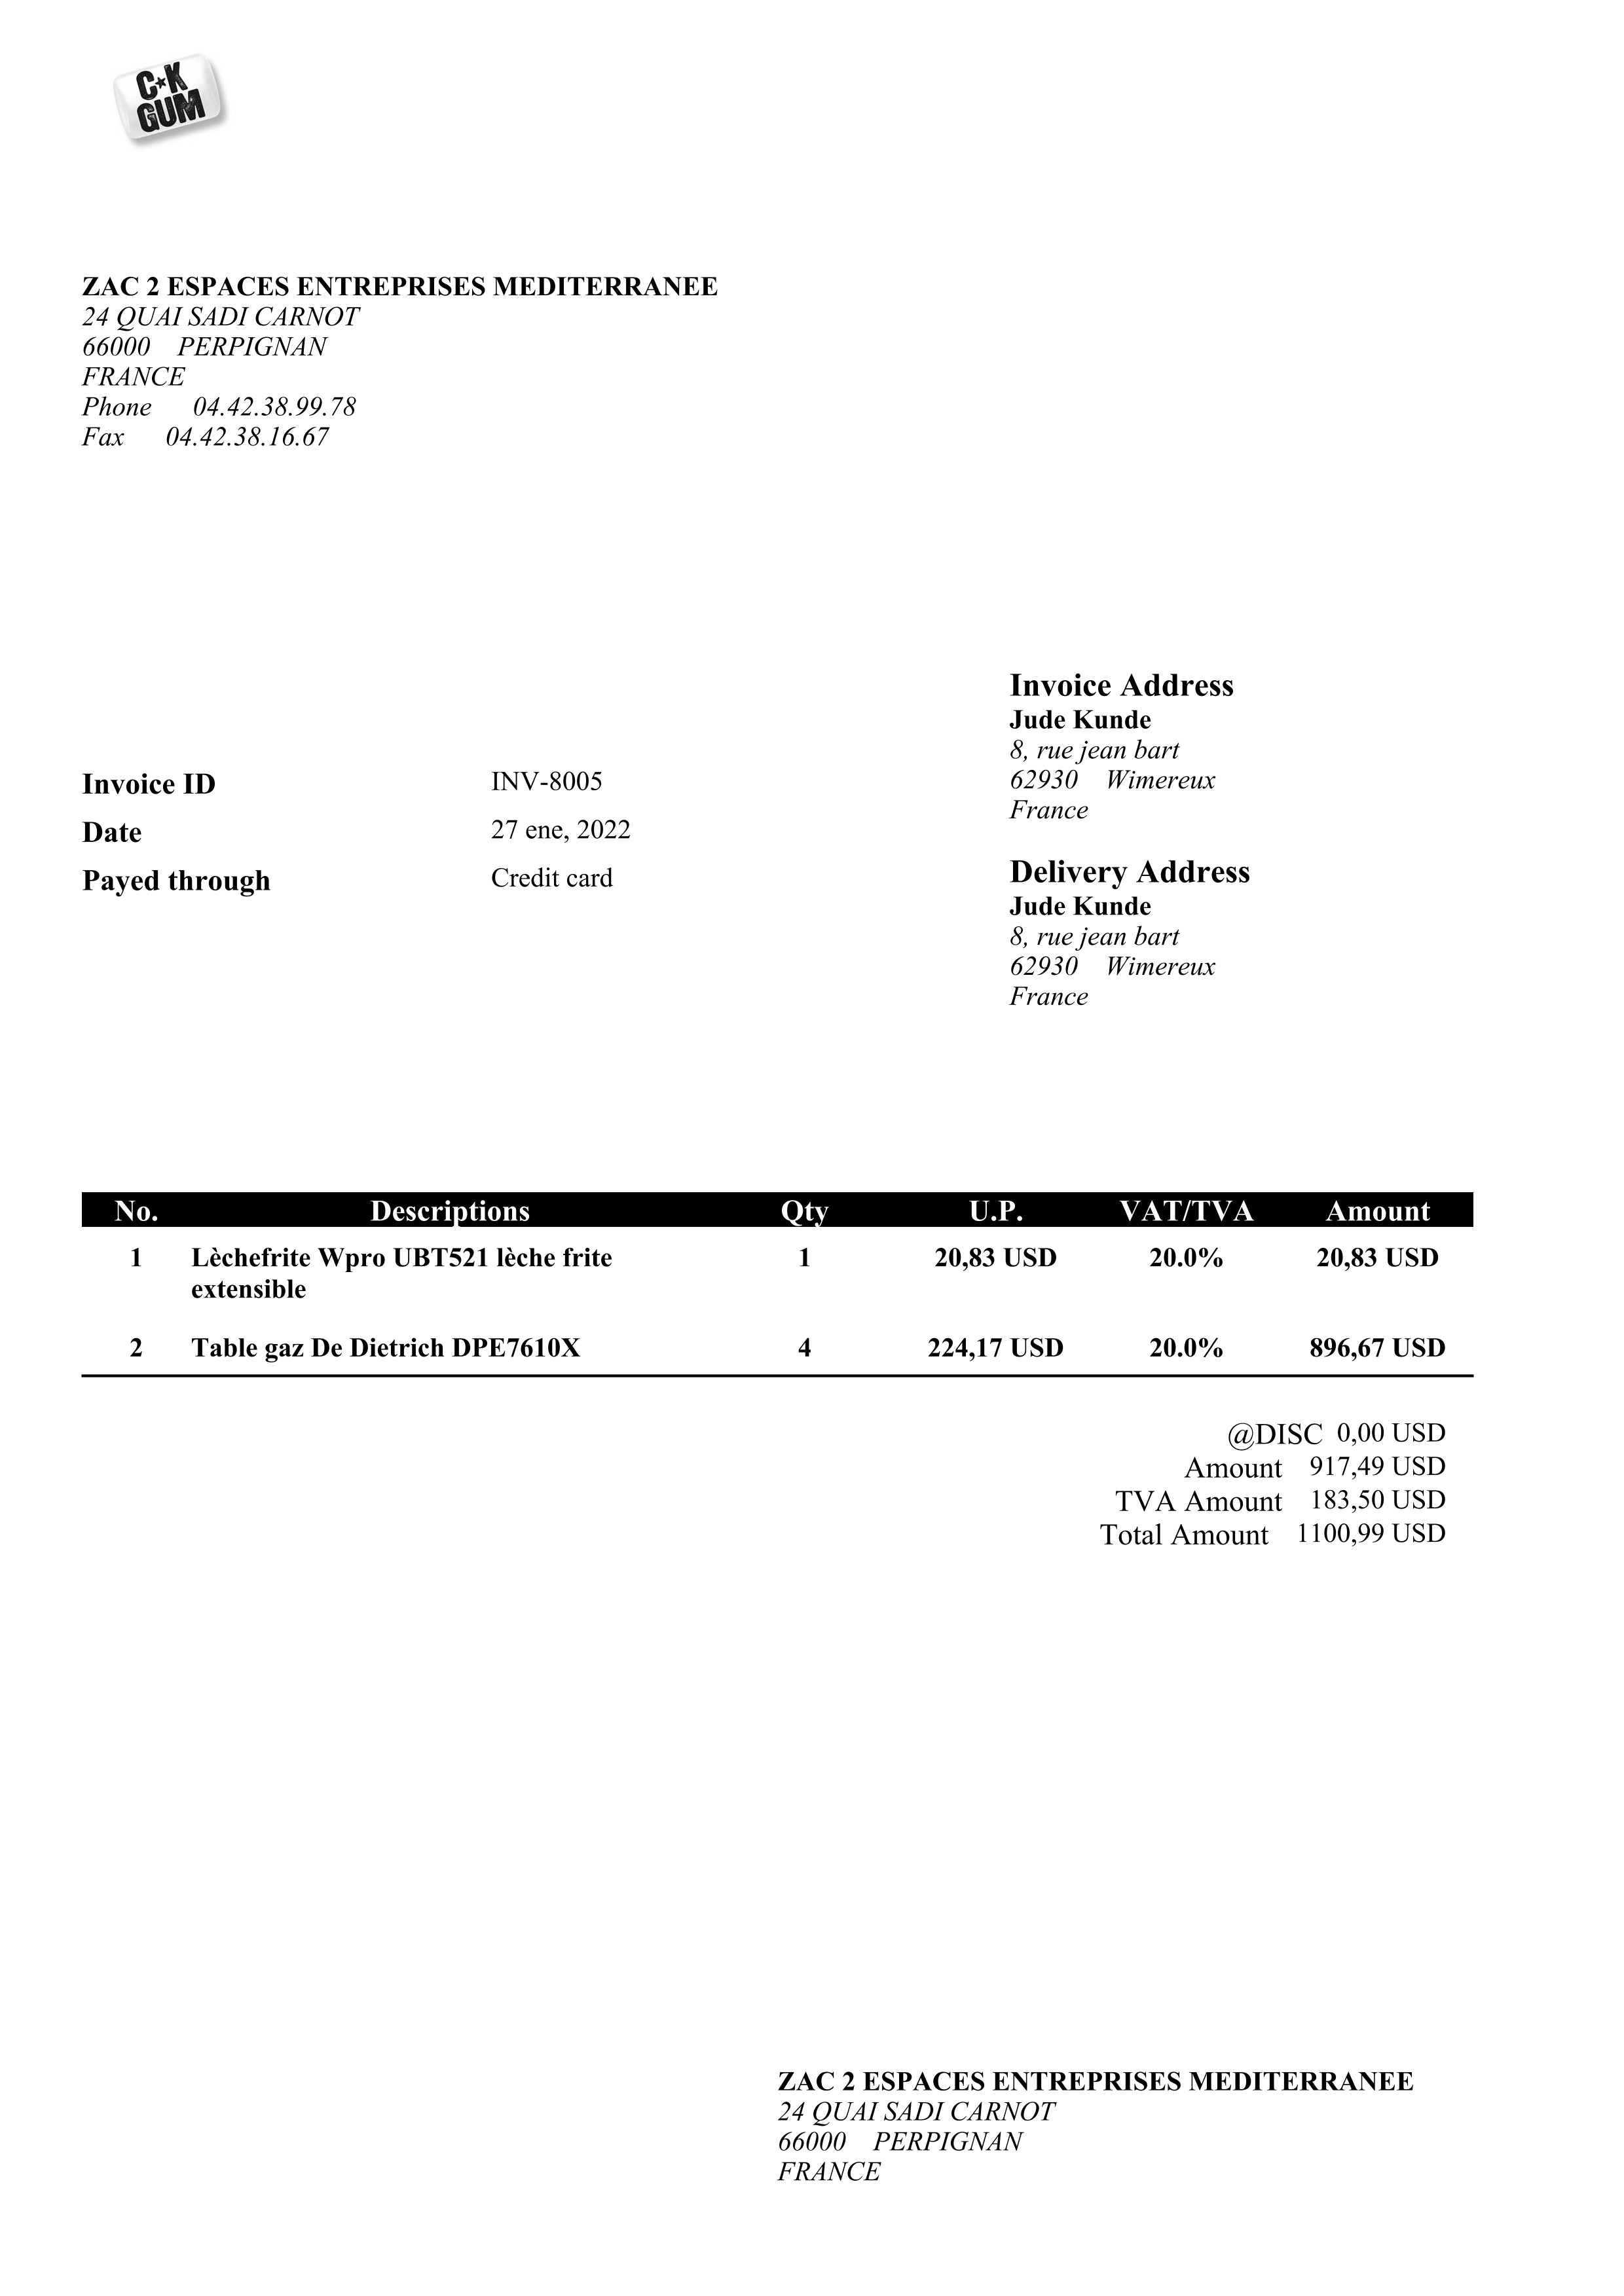 C★K
GUM
ZAC 2 ESPACES ENTREPRISES MEDITERRANEE
24 QUAI SADI CARNOT
66000 PERPIGNAN
FRANCE
Phone 04.42.38.99.78
Fax 04.42.38.16.67
Invoice ID INV-8005
Date 27 ene, 2022
Payed through Credit card
Invoice Address
Jude Kunde
8, rue jean bart
62930 Wimereux
France
Delivery Address
Jude Kunde
8, rue jean bart
62930 Wimereux
France
No. Descriptions Qty U.P. VAT/TVA Amount
1 Lèchefrite Wpro UBT521 lèche frite 1 20,83 USD 20.0% 20,83 USD
extensible
2 Table gaz De Dietrich DPE7610X 4 224,17 USD 20.0% 896,67 USD
@DISC 0,00 USD
Amount 917,49 USD
TVA Amount 183,50 USD
Total Amount 1100,99 USD
ZAC 2 ESPACES ENTREPRISES MEDITERRANEE
24 QUAI SADI CARNOT
66000 PERPIGNAN
FRANCE